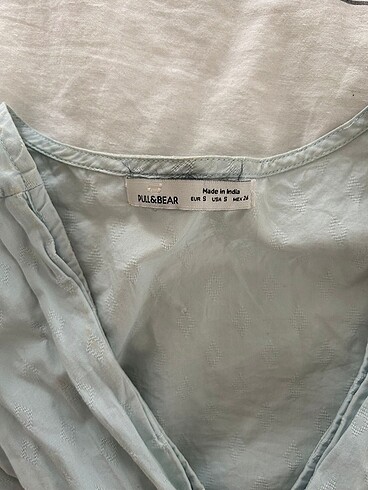 PULL&BEAR
Made in India
EUR S USA S MEX 26